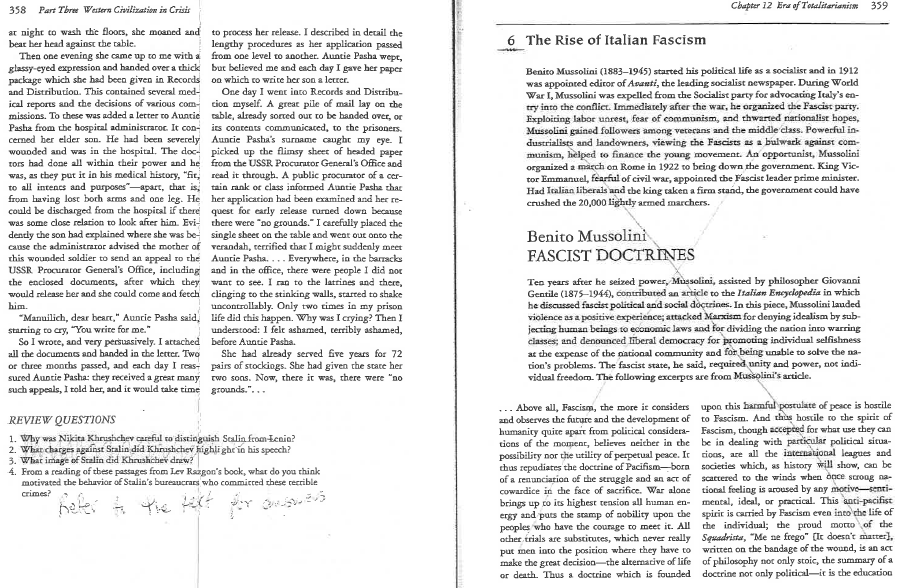 358 Part Three Western Civilization in Crisis
at night to wash the floors, she moaned and
beat her head against the table.
Then one evening she came up to me with a
glassy-eyed expression and handed over a thick
package which she had been given in Records
and Distribution. This contained several med-
ical reports and the decisions of various com-
missions. To these was added a letter to Auntie
Pasha from the hospital administrator. It con-
cerned her elder son. He had been severely
wounded and was in the hospital. The doc-
tors had done all within their power and he
was, as they put it in his medical history, "fit,
to all intents and purposes"—apart, that is,
from having lost both arms and one leg. He
could be discharged from the hospital if there
was some close relation to look after him. Evi-
dently the son had explained where she was be-
cause the administrator advised the mother of
this wounded soldier to send an appeal to the
USSR Procurator General's Office, including
the enclosed documents, after which they
would release her and she could come and fetch
him.
"Manuilich, dear heart," Auntie Pasha said,
starting to cry, "You write for me."
So I wrote, and very persuasively. I attached
all the documents and handed in the letter. Two
or three months passed, and each day I reas-
sured Auntie Pasha: they received a great many
such appeals, I told her, and it would take time
to process her release. I described in detail the
lengthy procedures as her application passed
from one level to another. Auntie Pasha wept,
but believed me and each day I gave her paper
on which to write her son a letter.
One day I went into Records and Distribu-
tion myself. A great pile of mail lay on the
table, already sorted out to be handed over, or
its contents communicated, to the prisoners.
Auntie Pasha's surname caught my eye. I
picked up the flimsy sheet of headed paper
from the USSR Procurator General's Office and
read it through. A public procurator of a cer-
tain rank or class informed Auntie Pasha that
her application had been examined and her re-
quest for early release turned down because
there were "no grounds." I carefully placed the
single sheet on the table and went out onto the
verandah, terrified that I might suddenly meet
Auntie Pasha. . . . Everywhere, in the barracks
and in the office, there were people I did not
want to see. I ran to the latrines and there,
clinging to the stinking walls, started to shake
uncontrollably. Only two times in my prison
life did this happen. Why was I crying? Then I
understood: I felt ashamed, terribly ashamed,
before Auntie Pasha.
She had already served five years for 72
pairs of stockings. She had given the state her
two sons. Now, there it was, there were "no
grounds.". . .
REVIEW QUESTIONS
1. Why was Nikita Khrushchev careful to distinguish Stalin from Lenin?
2. What charges against Stalin did Khrushchev highlight in his speech?
3. What image of Stalin did Khrushchev draw?
4. From a reading of these passages from Lev Razgon's book, what do you think
motivated the behavior of Stalin's bureaucrats who committed these terrible
crimes?
Refer to the text for answers
Chapter 12 Era of Totalitarianism 359
6 The Rise of Italian Fascism
Benito Mussolini (1883–1945) started his political life as a socialist and in 1912
was appointed editor of Avanti, the leading socialist newspaper. During World
War I, Mussolini was expelled from the Socialist party for advocating Italy's en-
try into the conflict. Immediately after the war, he organized the Fascist party.
Exploiting labor unrest, fear of communism, and thwarted nationalist hopes,
Mussolini gained followers among veterans and the middle class. Powerful in-
dustrialists and landowners, viewing the Fascists as a bulwark against com-
munism, helped to finance the young movement. An opportunist, Mussolini
organized a march on Rome in 1922 to bring down the government. King Vic-
tor Emmanuel, fearful of civil war, appointed the Fascist leader prime minister.
Had Italian liberals and the king taken a firm stand, the government could have
crushed the 20,000 lightly armed marchers.
Benito Mussolini
FASCIST DOCTRINES
Ten years after he seized power, Mussolini, assisted by philosopher Giovanni
Gentile (1875–1944), contributed an article to the Italian Encyclopedia in which
he discussed fascist political and social doctrines. In this piece, Mussolini lauded
violence as a positive experience; attacked Marxism for denying idealism by sub-
jecting human beings to economic laws and for dividing the nation into warring
classes; and denounced liberal democracy for promoting individual selfishness
at the expense of the national community and for being unable to solve the na-
tion's problems. The fascist state, he said, required unity and power, not indi-
vidual freedom. The following excerpts are from Mussolini's article.
. . . Above all, Fascism, the more it considers
and observes the future and the development of
humanity quite apart from political considera-
tions of the moment, believes neither in the
possibility nor the utility of perpetual peace. It
thus repudiates the doctrine of Pacifism—born
of a renunciation of the struggle and an act of
cowardice in the face of sacrifice. War alone
brings up to its highest tension all human en-
ergy and puts the stamp of nobility upon the
peoples who have the courage to meet it. All
other trials are substitutes, which never really
put men into the position where they have to
make the great decision—the alternative of life
or death. Thus a doctrine which is founded
upon this harmful postulate of peace is hostile
to Fascism. And thus hostile to the spirit of
Fascism, though accepted for what use they can
be in dealing with particular political situa-
tions, are all the international leagues and
societies which, as history will show, can be
scattered to the winds when once strong na-
tional feeling is aroused by any motive—senti-
mental, ideal, or practical. This anti-pacifist
spirit is carried by Fascism even into the life of
the individual; the proud motto of the
Squadrista, "Me ne frego" [It doesn't matter],
written on the bandage of the wound, is an act
of philosophy not only stoic, the summary of a
doctrine not only political—it is the education